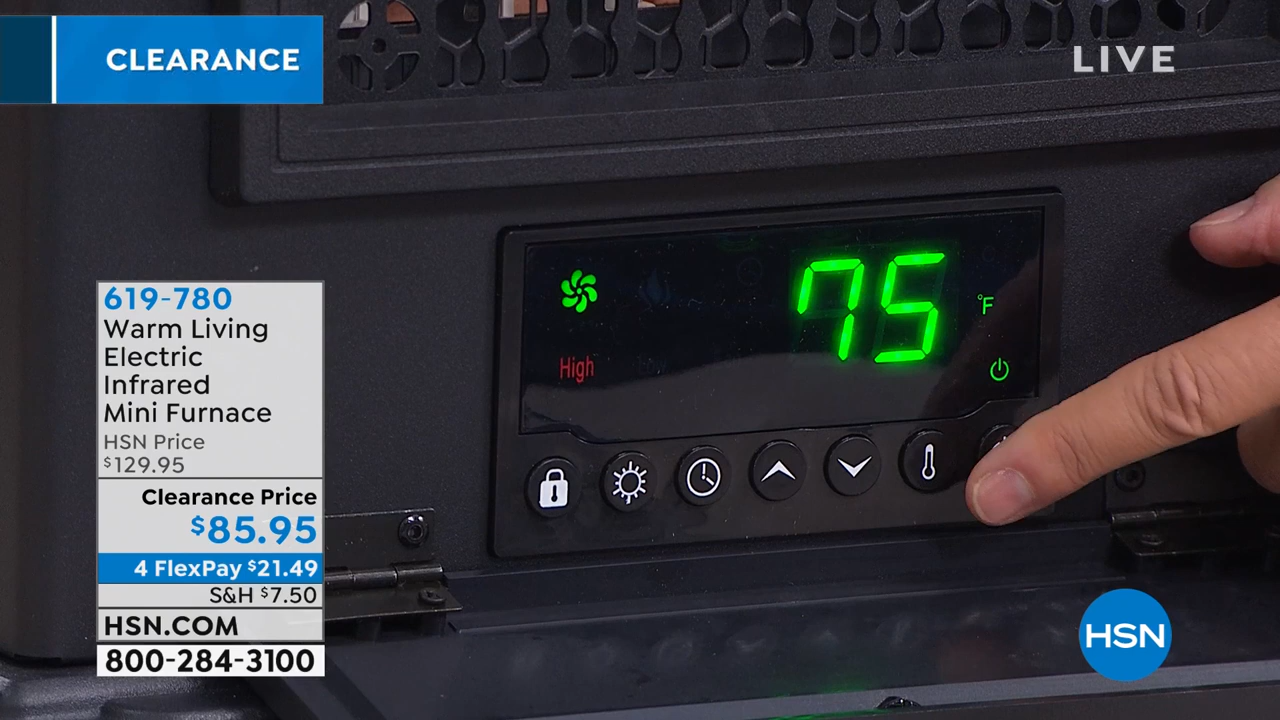 CLEARANCE
LIVE
619-780
Warm Living
Electric
Infrared
Mini Furnace
HSN Price
$129.95
Clearance Price
$85.95
4 FlexPay $21.49
S&H $7.50
HSN.COM
800-284-3100
75 °F
High
HSN